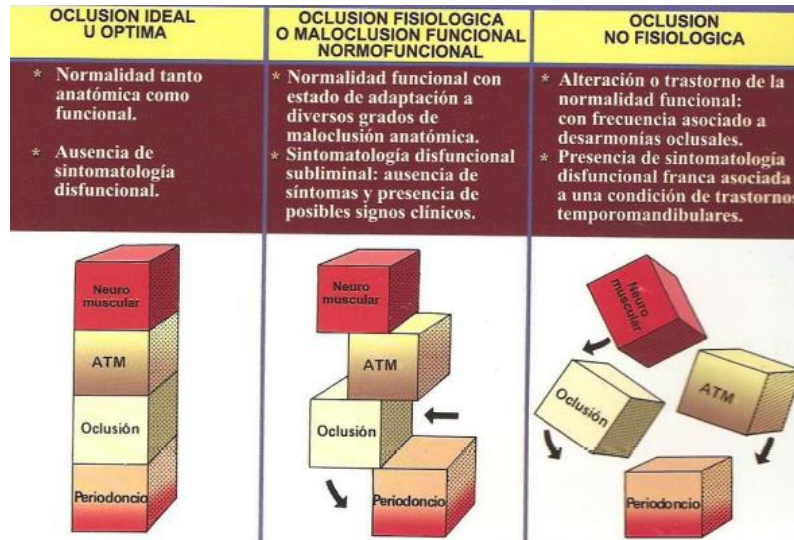 OCLUSION IDEAL
U OPTIMA
* Normalidad tanto
anatómica como
funcional.
* Ausencia de
sintomatología
disfuncional.
Neuro
muscular
ATM
Oclusión
Periodoncio
OCLUSION FISIOLOGICA
O MALOCLUSION FUNCIONAL
NORMOFUNCIONAL
* Normalidad funcional con
estado de adaptación a
diversos grados de
maloclusión anatómica.
* Sintomatología disfuncional
subliminal: ausencia de
síntomas y presencia de
posibles signos clínicos.
Neuro
muscular
ATM
Oclusión
Periodoncio
OCLUSION
NO FISIOLOGICA
* Alteración o trastorno de la
normalidad funcional:
con frecuencia asociado a
desarmonías oclusales.
* Presencia de sintomatología
disfuncional franca asociada
a una condición de trastornos
temporomandibulares.
Neuro
muscular
Oclusión
ATM
Periodoncio